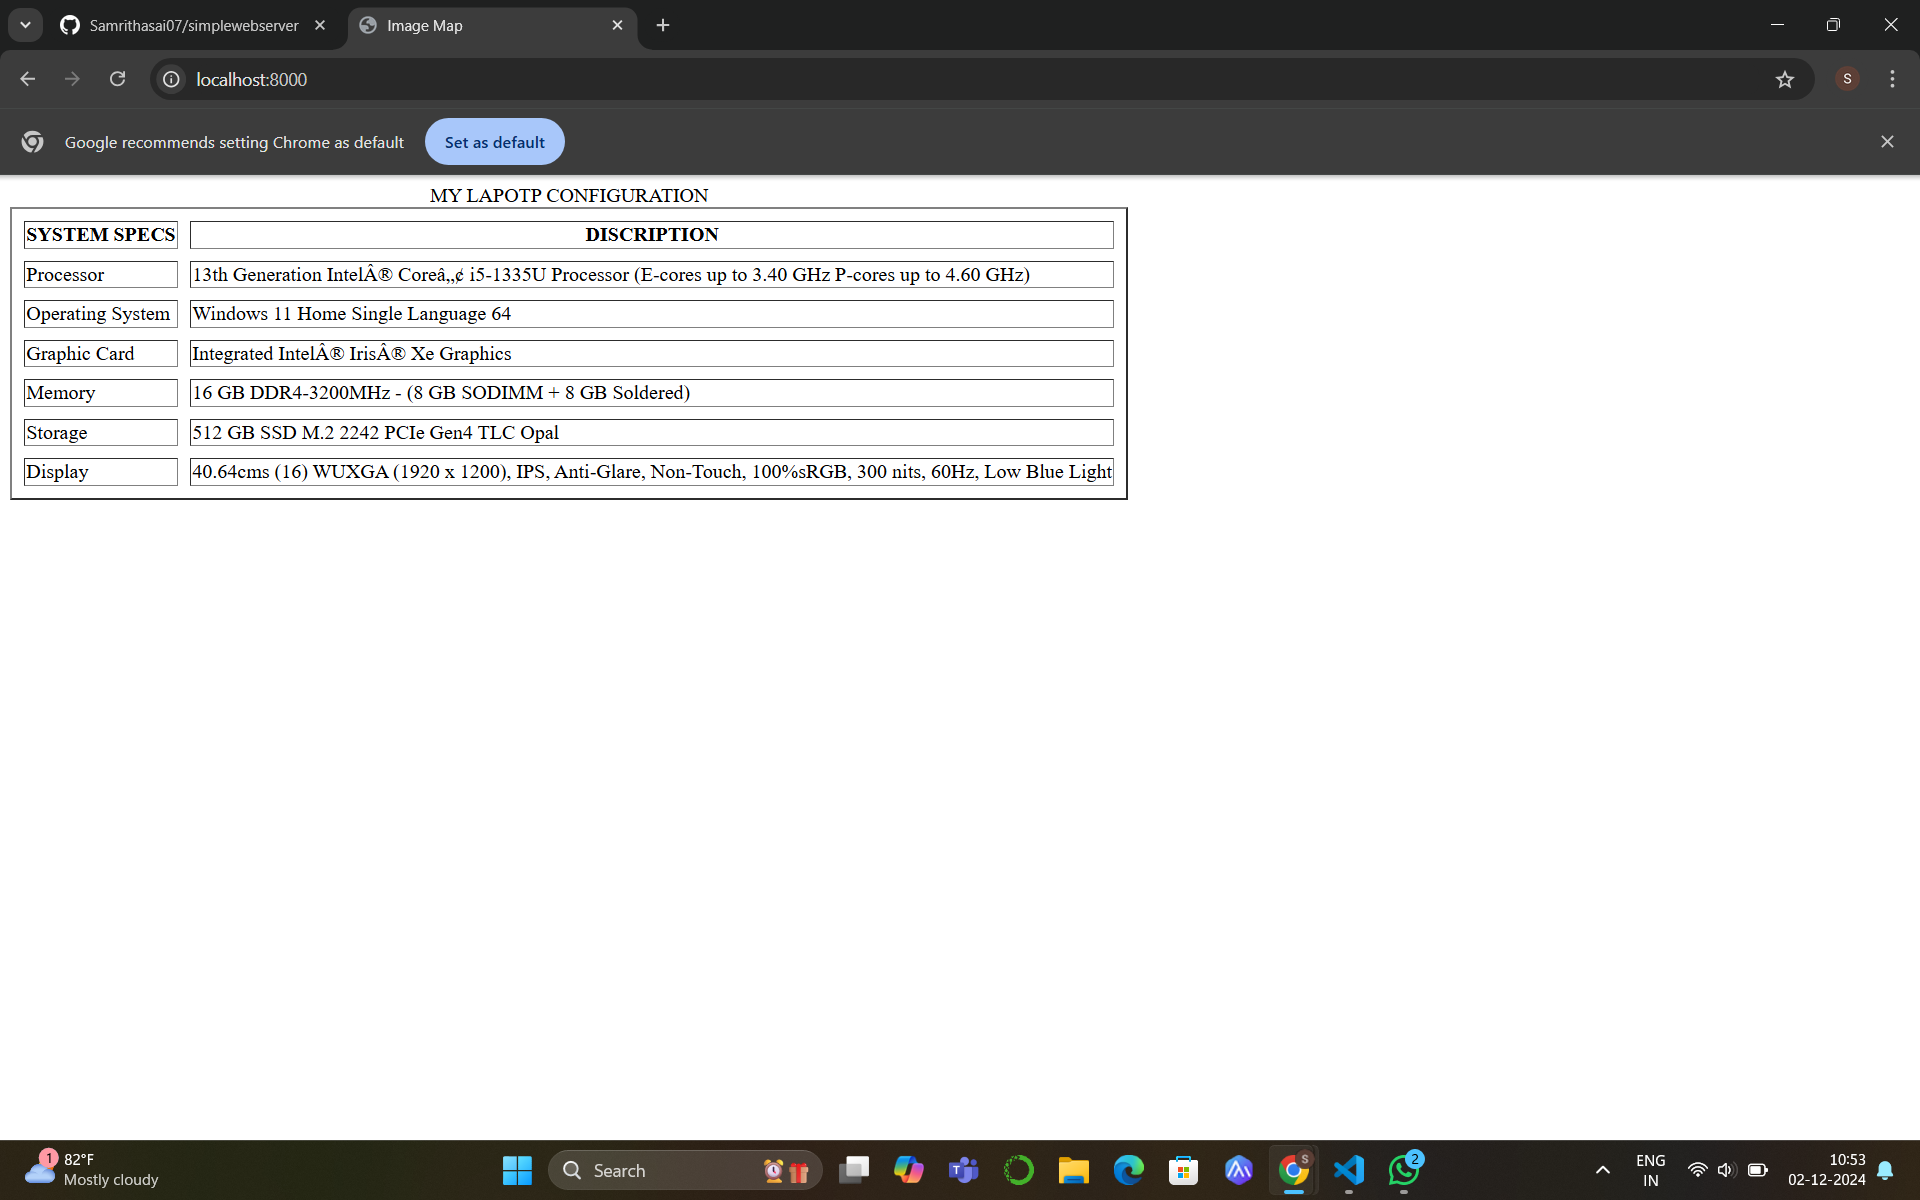 Samrithasai07/simplewebserver
Image Map
localhost:8000
S
Google recommends setting Chrome as default
Set as default
MY LAPOTP CONFIGURATION
SYSTEM SPECS DISCRIPTION
Processor 13th Generation IntelÂ® Coreâ„¢ i5-1335U Processor (E-cores up to 3.40 GHz P-cores up to 4.60 GHz)
Operating System Windows 11 Home Single Language 64
Graphic Card Integrated IntelÂ® IrisÂ® Xe Graphics
Memory 16 GB DDR4-3200MHz - (8 GB SODIMM + 8 GB Soldered)
Storage 512 GB SSD M.2 2242 PCIe Gen4 TLC Opal
Display 40.64cms (16) WUXGA (1920 x 1200), IPS, Anti-Glare, Non-Touch, 100%sRGB, 300 nits, 60Hz, Low Blue Light
1
82°F
Mostly cloudy
Search
T
S
2
ENG
IN
10:53
02-12-2024